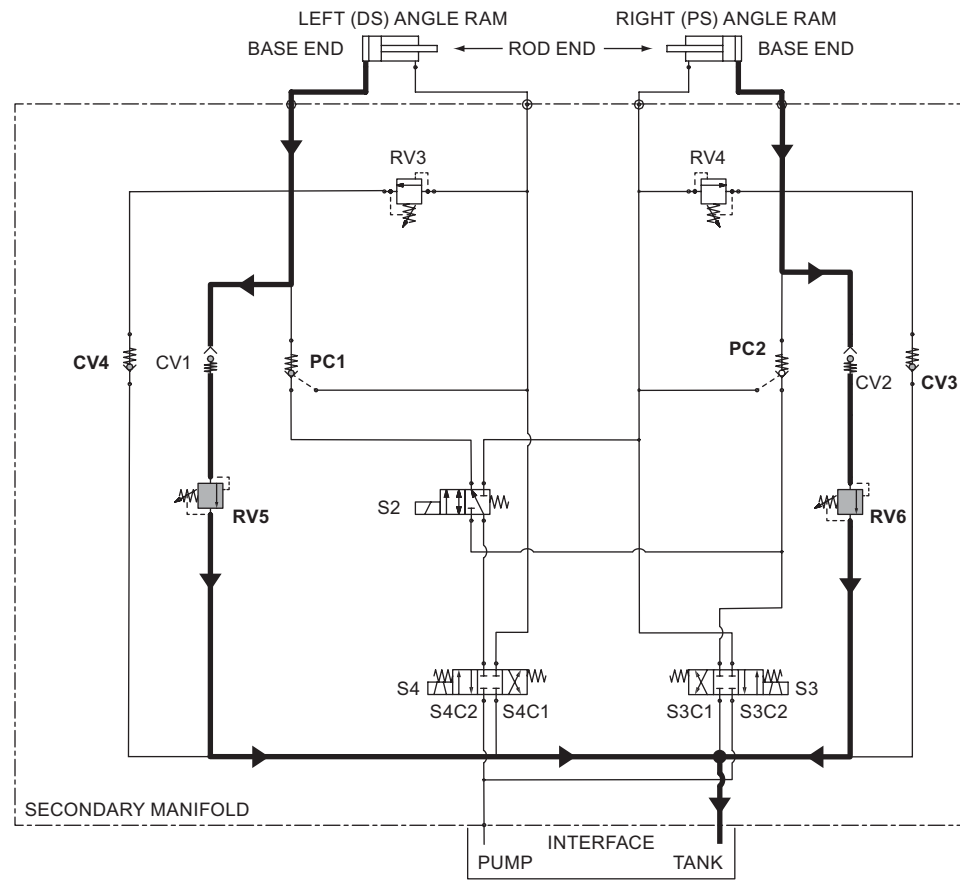 LEFT (DS) ANGLE RAM
RIGHT (PS) ANGLE RAM
BASE END
ROD END
BASE END
RV3
RV4
CV4
CV1
PC1
PC2
CV2
CV3
S2
RV5
RV6
S4
S3
S4C2
S4C1
S3C1
S3C2
SECONDARY MANIFOLD
INTERFACE
PUMP
TANK